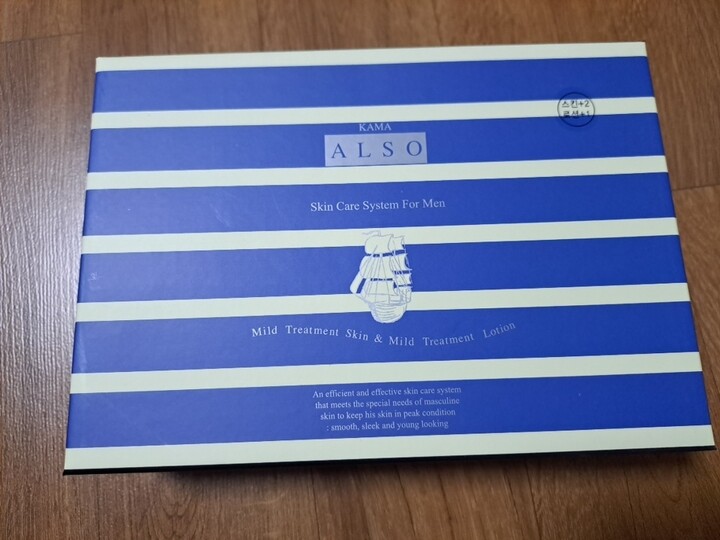 스킨+2
로션+1
KAMA
ALSO
Skin Care System For Men
Mild Treatment Skin & Mild Treatment Lotion
An efficient and effective skin care system
that meets the special needs of masculine
skin to keep his skin in peak condition
: smooth, sleek and young looking